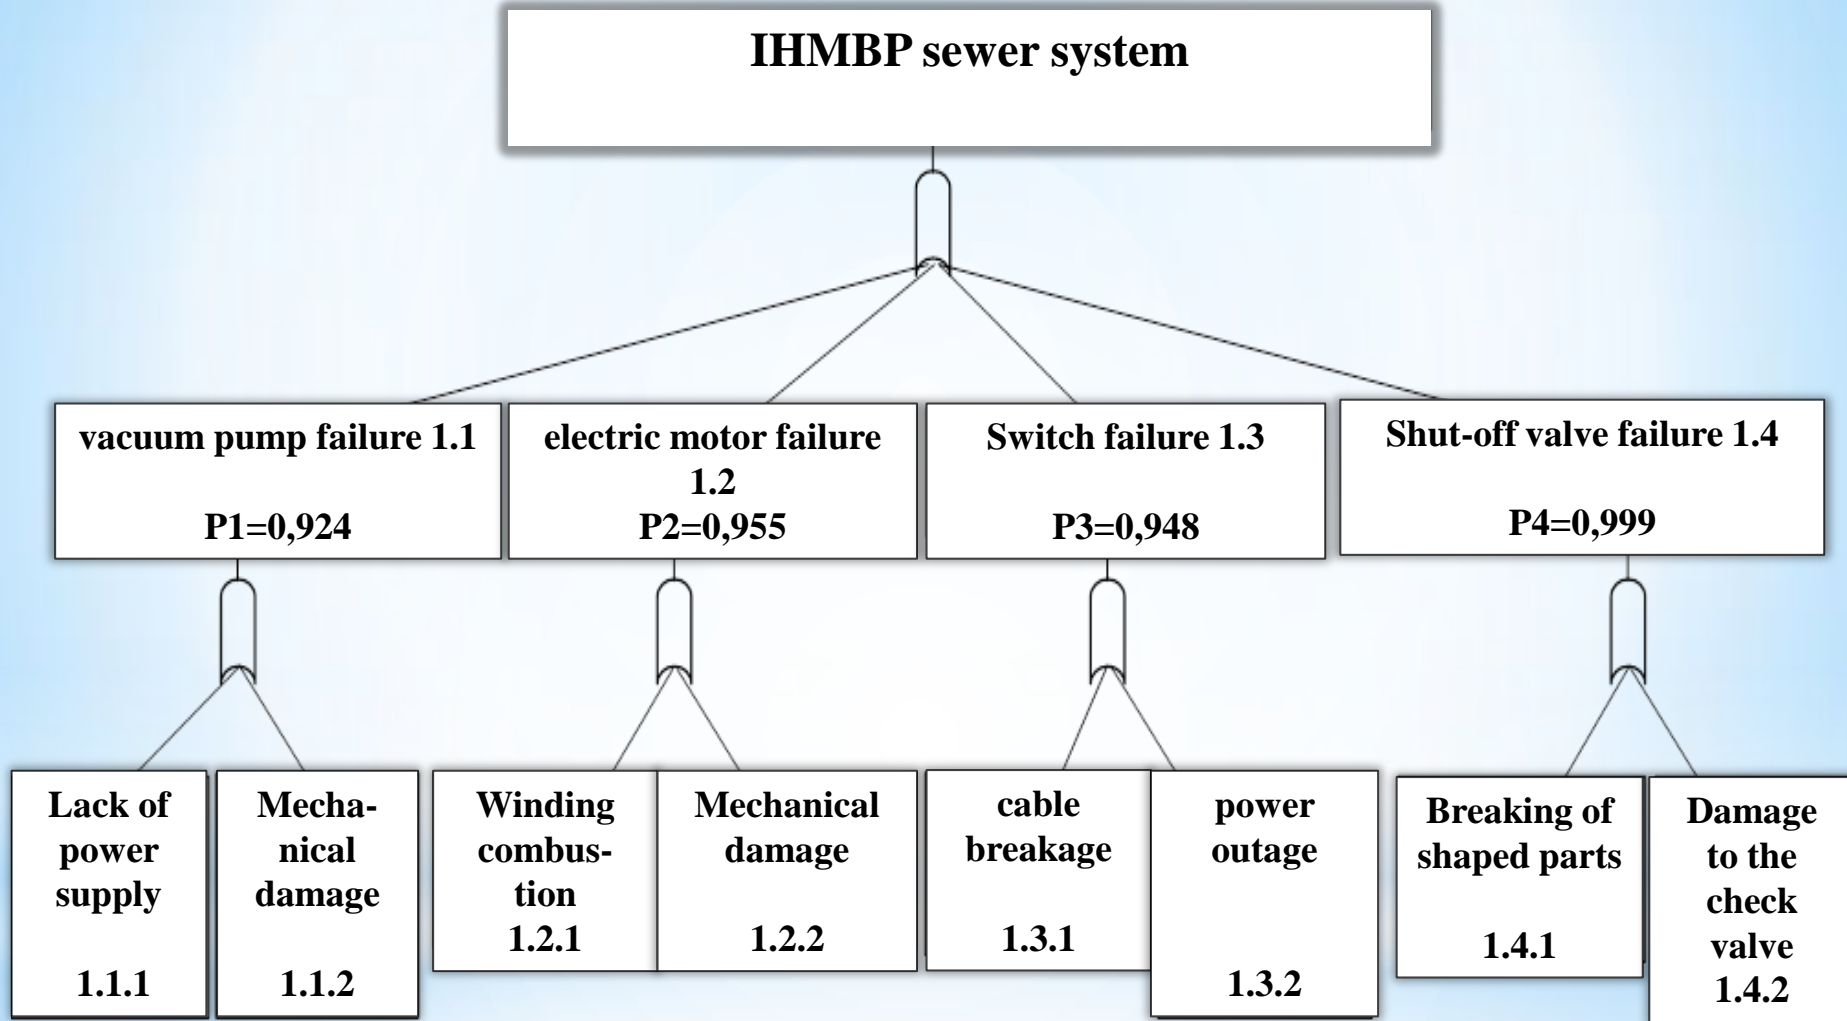 IHMBP sewer system
vacuum pump failure 1.1
P1=0,924
electric motor failure
1.2
P2=0,955
Switch failure 1.3
P3=0,948
Shut-off valve failure 1.4
P4=0,999
Lack of
power
supply
1.1.1
Mecha-
nical
damage
1.1.2
Winding
combus-
tion
1.2.1
Mechanical
damage
1.2.2
cable
breakage
1.3.1
power
outage
1.3.2
Breaking of
shaped parts
1.4.1
Damage
to the
check
valve
1.4.2